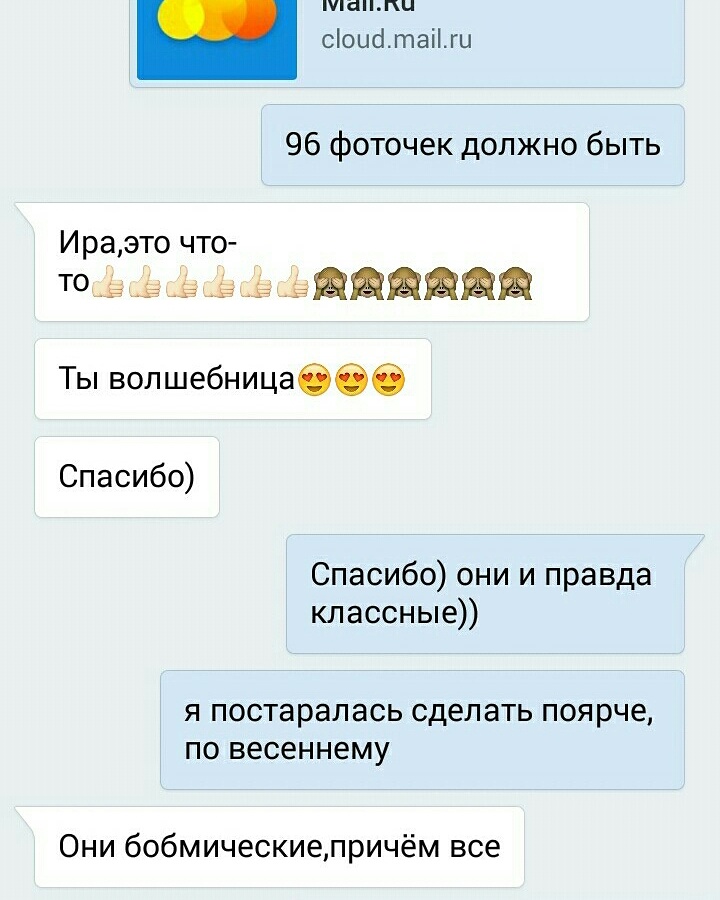 Mail.Ru
cloud.mail.ru
96 фоточек должно быть
Ира,это что-
то👍🏻👍🏻👍🏻👍🏻👍🏻👍🏻🙈🙈🙈🙈🙈🙈
Ты волшебница😍😍😍
Спасибо)
Спасибо) они и правда
классные))
я постаралась сделать поярче,
по весеннему
Они бобмические,причём все